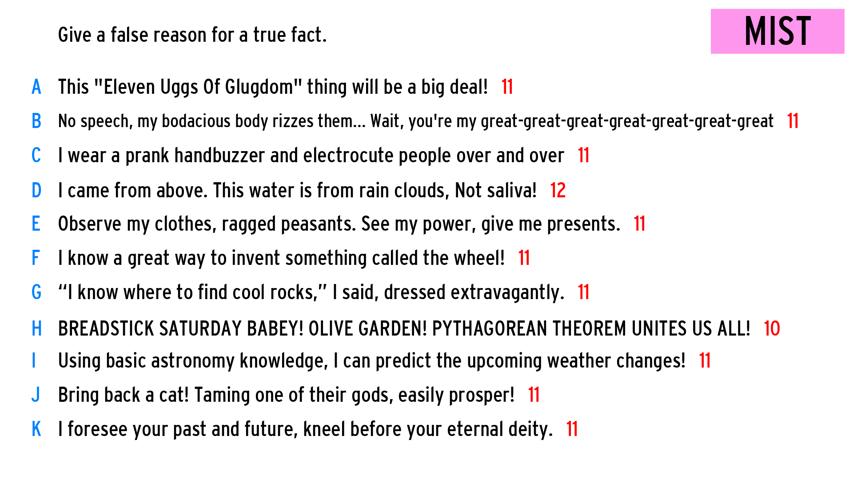 Give a false reason for a true fact.
MIST
A This "Eleven Uggs Of Glugdom" thing will be a big deal! 11
B No speech, my bodacious body rizzes them... Wait, you're my great-great-great-great-great-great-great 11
C I wear a prank handbuzzer and electrocute people over and over 11
D I came from above. This water is from rain clouds, Not saliva! 12
E Observe my clothes, ragged peasants. See my power, give me presents. 11
F I know a great way to invent something called the wheel! 11
G “I know where to find cool rocks,” I said, dressed extravagantly. 11
H BREADSTICK SATURDAY BABEY! OLIVE GARDEN! PYTHAGOREAN THEOREM UNITES US ALL! 10
I Using basic astronomy knowledge, I can predict the upcoming weather changes! 11
J Bring back a cat! Taming one of their gods, easily prosper! 11
K I foresee your past and future, kneel before your eternal deity. 11